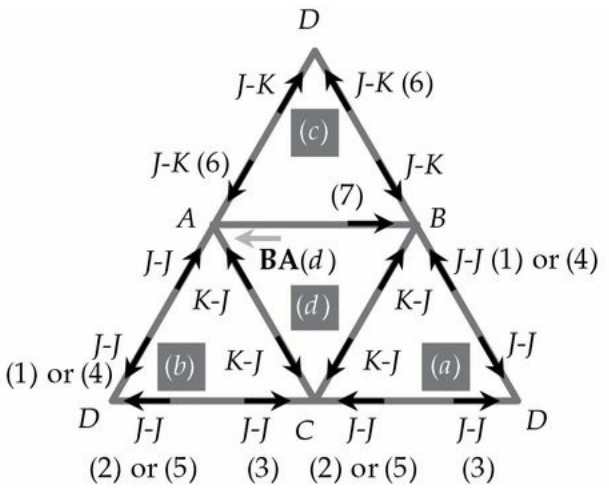 D
J-K J-K (6)
(c)
J-K (6) J-K
(7)
A B
BA(d)
J-J J-J (1) or (4)
K-J (d) K-J
J-J (b) K-J K-J (a) J-J
(1) or (4)
D J-J J-J C J-J J-J D
(2) or (5) (3) (2) or (5) (3)